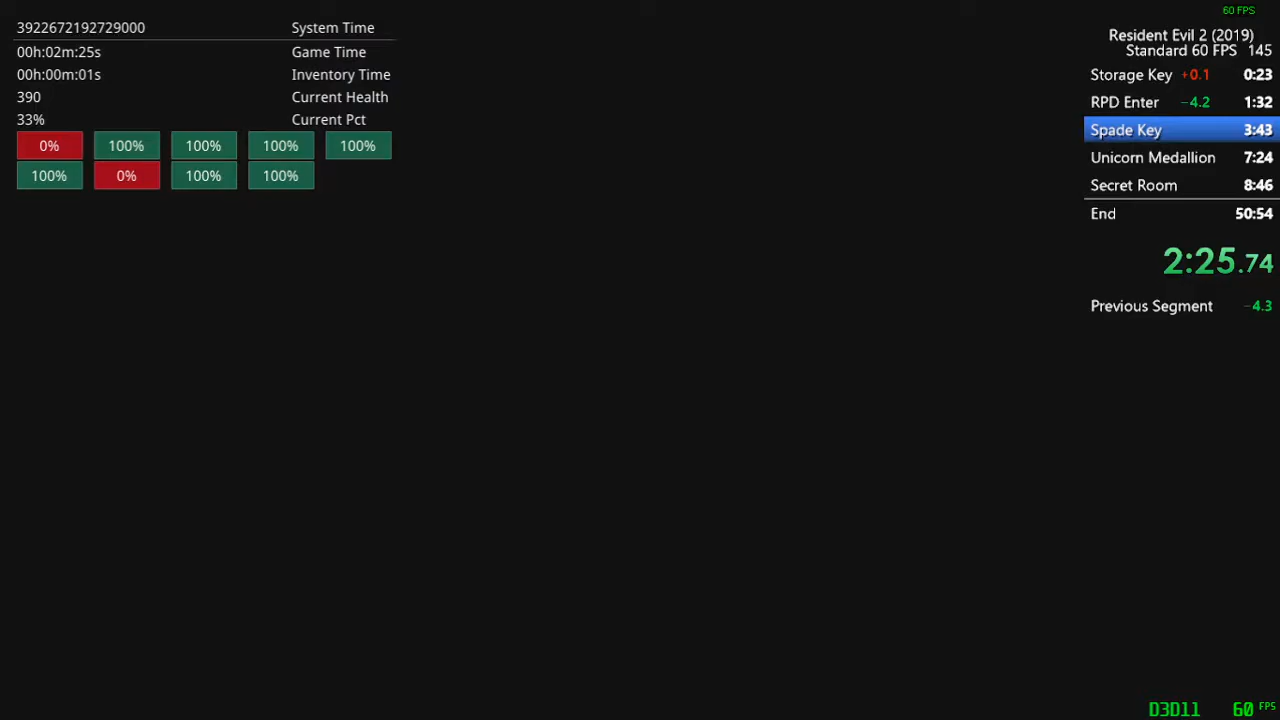 60 FPS
3922672192729000 System Time
00h:02m:25s Game Time
00h:00m:01s Inventory Time
390 Current Health
33% Current Pct
0% 100% 100% 100% 100%
100% 0% 100% 100%
Resident Evil 2 (2019)
Standard 60 FPS 145
Storage Key +0.1 0:23
RPD Enter −4.2 1:32
Spade Key 3:43
Unicorn Medallion 7:24
Secret Room 8:46
End 50:54
2:25.74
Previous Segment −4.3
D3D11 60 FPS